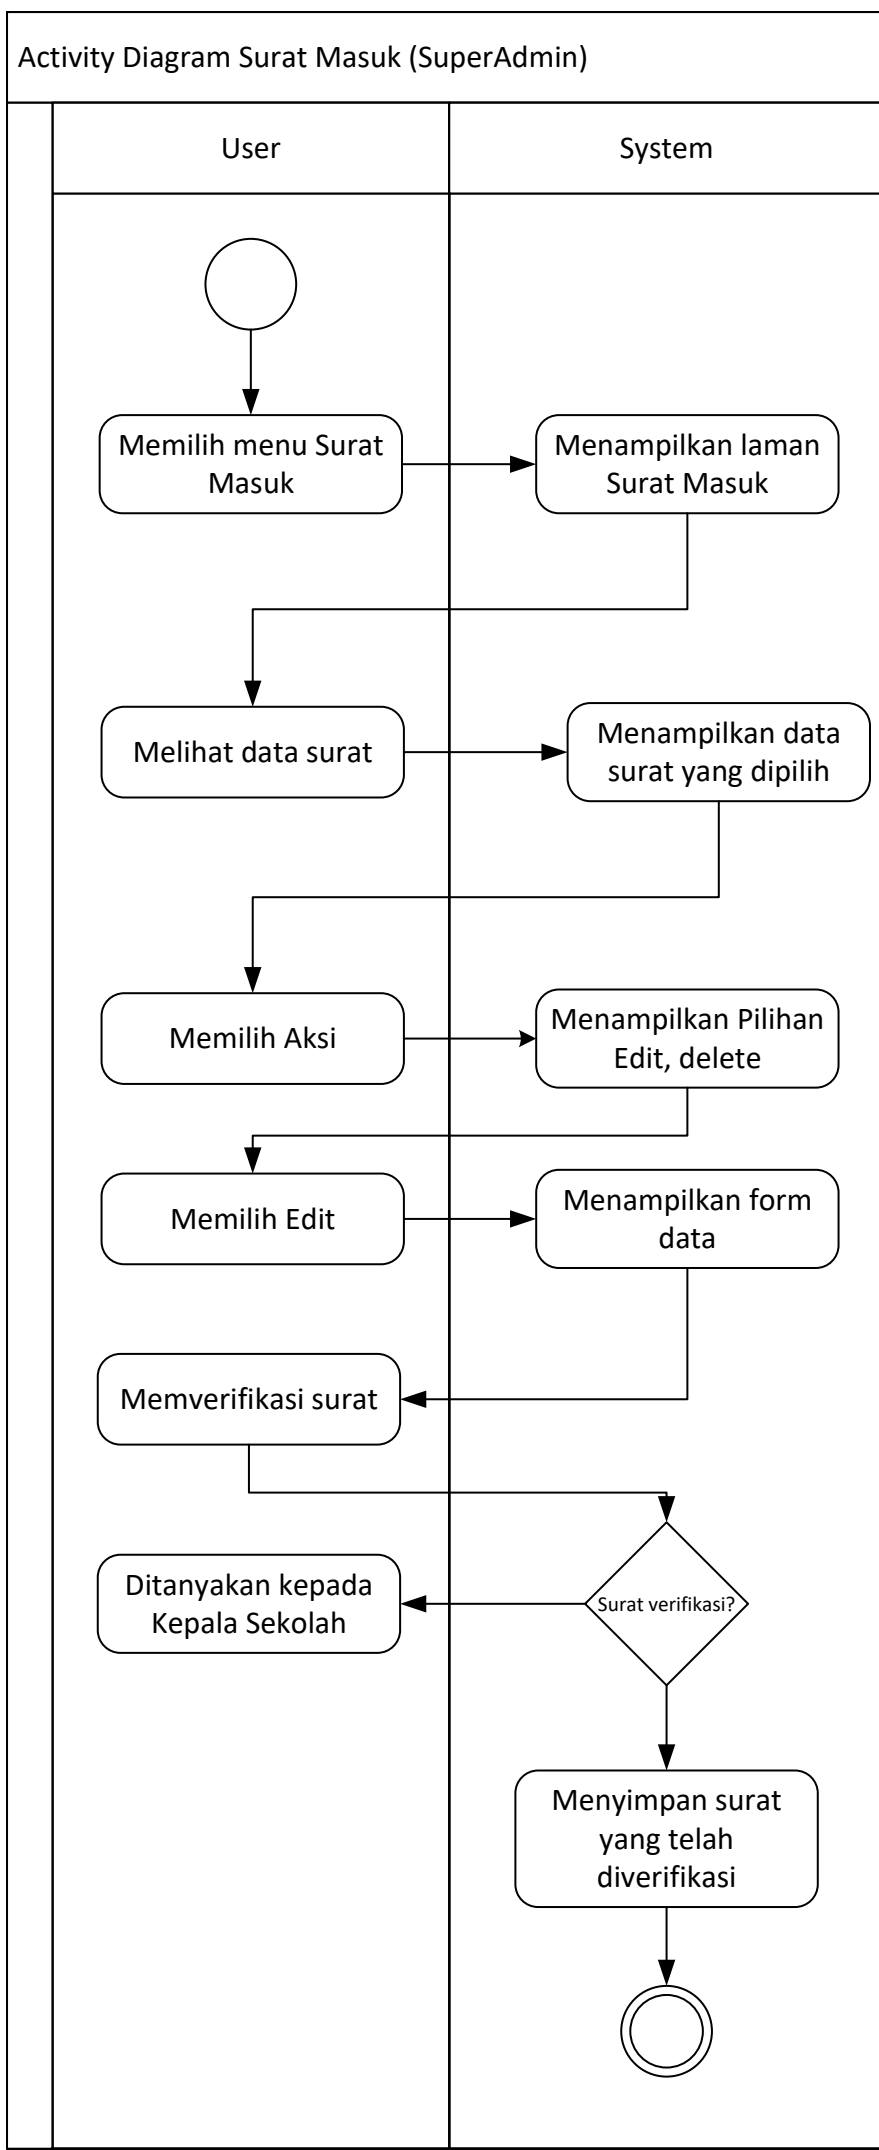 Activity Diagram Surat Masuk (SuperAdmin)
User
System
Memilih menu Surat
Masuk
Menampilkan laman
Surat Masuk
Melihat data surat
Menampilkan data
surat yang dipilih
Memilih Aksi
Menampilkan Pilihan
Edit, delete
Memilih Edit
Menampilkan form
data
Memverifikasi surat
Surat verifikasi?
Ditanyakan kepada
Kepala Sekolah
Menyimpan surat
yang telah
diverifikasi